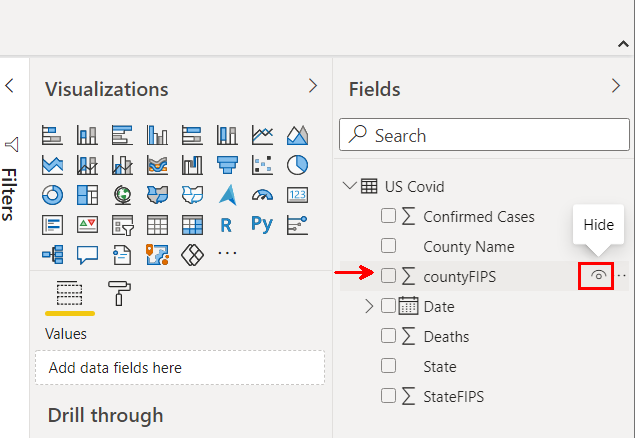 Visualizations
Fields
Filters
Search
123
R
Py
US Covid
Confirmed Cases
County Name
Hide
countyFIPS
Date
Deaths
State
StateFIPS
Values
Add data fields here
Drill through